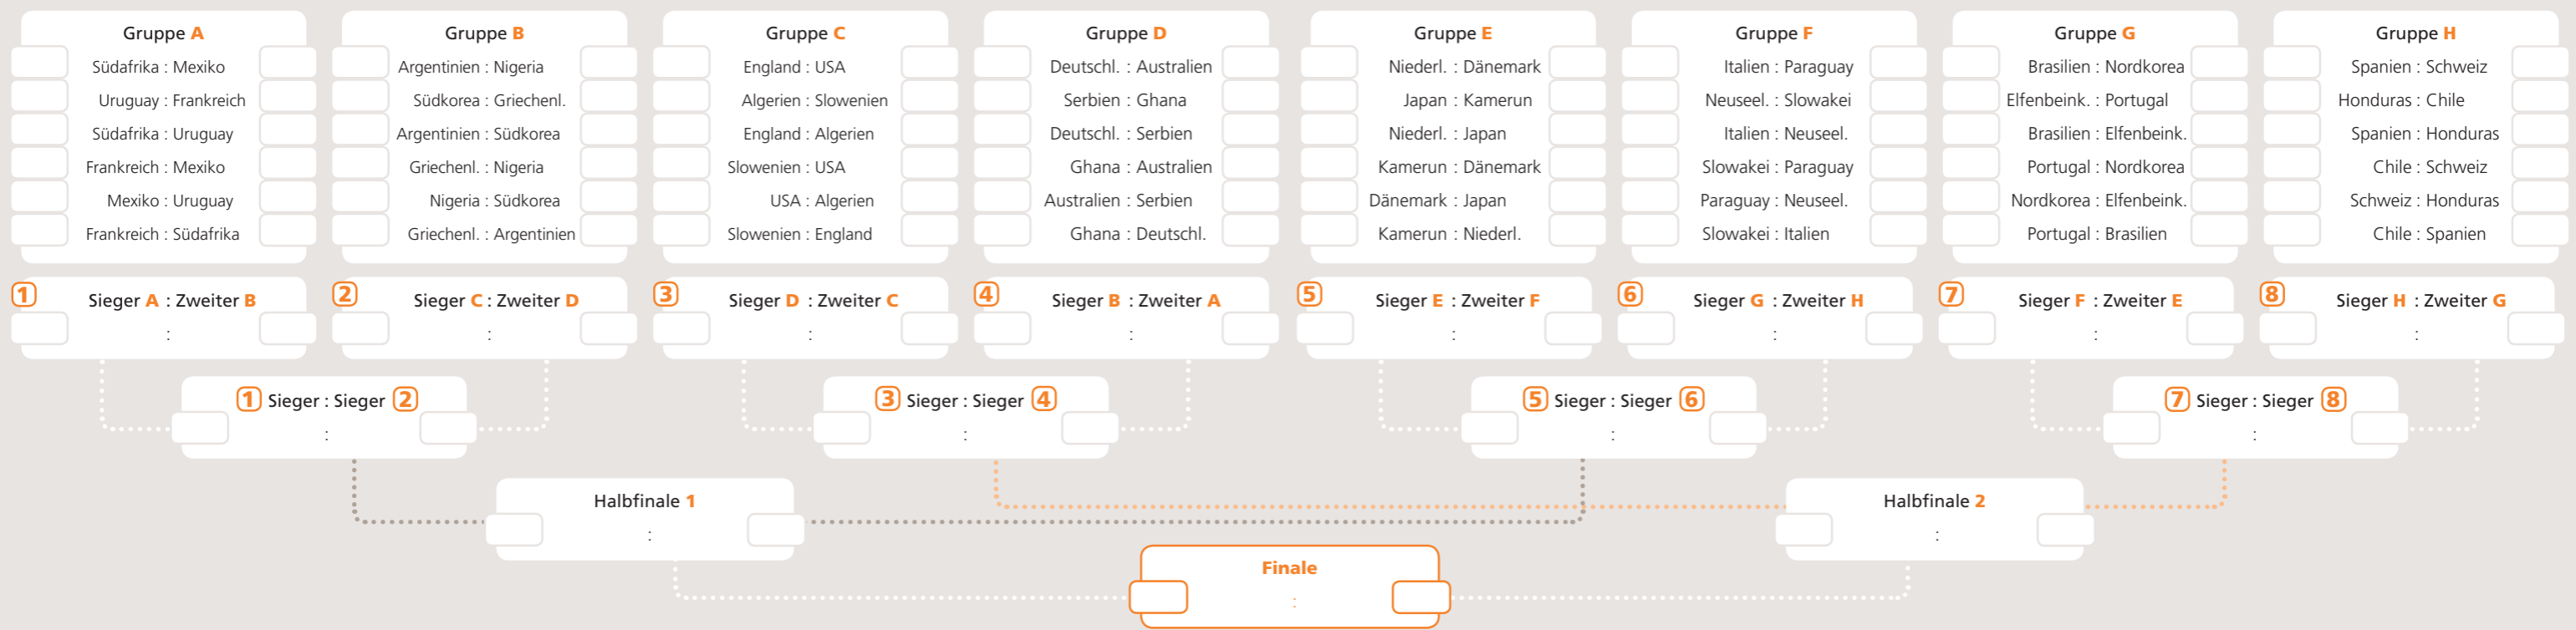 Gruppe A
Südafrika : Mexiko
Uruguay : Frankreich
Südafrika : Uruguay
Frankreich : Mexiko
Mexiko : Uruguay
Frankreich : Südafrika
Gruppe B
Argentinien : Nigeria
Südkorea : Griechenl.
Argentinien : Südkorea
Griechenl. : Nigeria
Nigeria : Südkorea
Griechenl. : Argentinien
Gruppe C
England : USA
Algerien : Slowenien
England : Algerien
Slowenien : USA
USA : Algerien
Slowenien : England
Gruppe D
Deutschl. : Australien
Serbien : Ghana
Deutschl. : Serbien
Ghana : Australien
Australien : Serbien
Ghana : Deutschl.
Gruppe E
Niederl. : Dänemark
Japan : Kamerun
Niederl. : Japan
Kamerun : Dänemark
Dänemark : Japan
Kamerun : Niederl.
Gruppe F
Italien : Paraguay
Neuseel. : Slowakei
Italien : Neuseel.
Slowakei : Paraguay
Paraguay : Neuseel.
Slowakei : Italien
Gruppe G
Brasilien : Nordkorea
Elfenbeink. : Portugal
Brasilien : Elfenbeink.
Portugal : Nordkorea
Nordkorea : Elfenbeink.
Portugal : Brasilien
Gruppe H
Spanien : Schweiz
Honduras : Chile
Spanien : Honduras
Chile : Schweiz
Schweiz : Honduras
Chile : Spanien
1 Sieger A : Zweiter B
:
2 Sieger C : Zweiter D
:
3 Sieger D : Zweiter C
:
4 Sieger B : Zweiter A
:
5 Sieger E : Zweiter F
:
6 Sieger G : Zweiter H
:
7 Sieger F : Zweiter E
:
8 Sieger H : Zweiter G
:
1 Sieger : Sieger 2
:
3 Sieger : Sieger 4
:
5 Sieger : Sieger 6
:
7 Sieger : Sieger 8
:
Halbfinale 1
:
Halbfinale 2
:
Finale
: